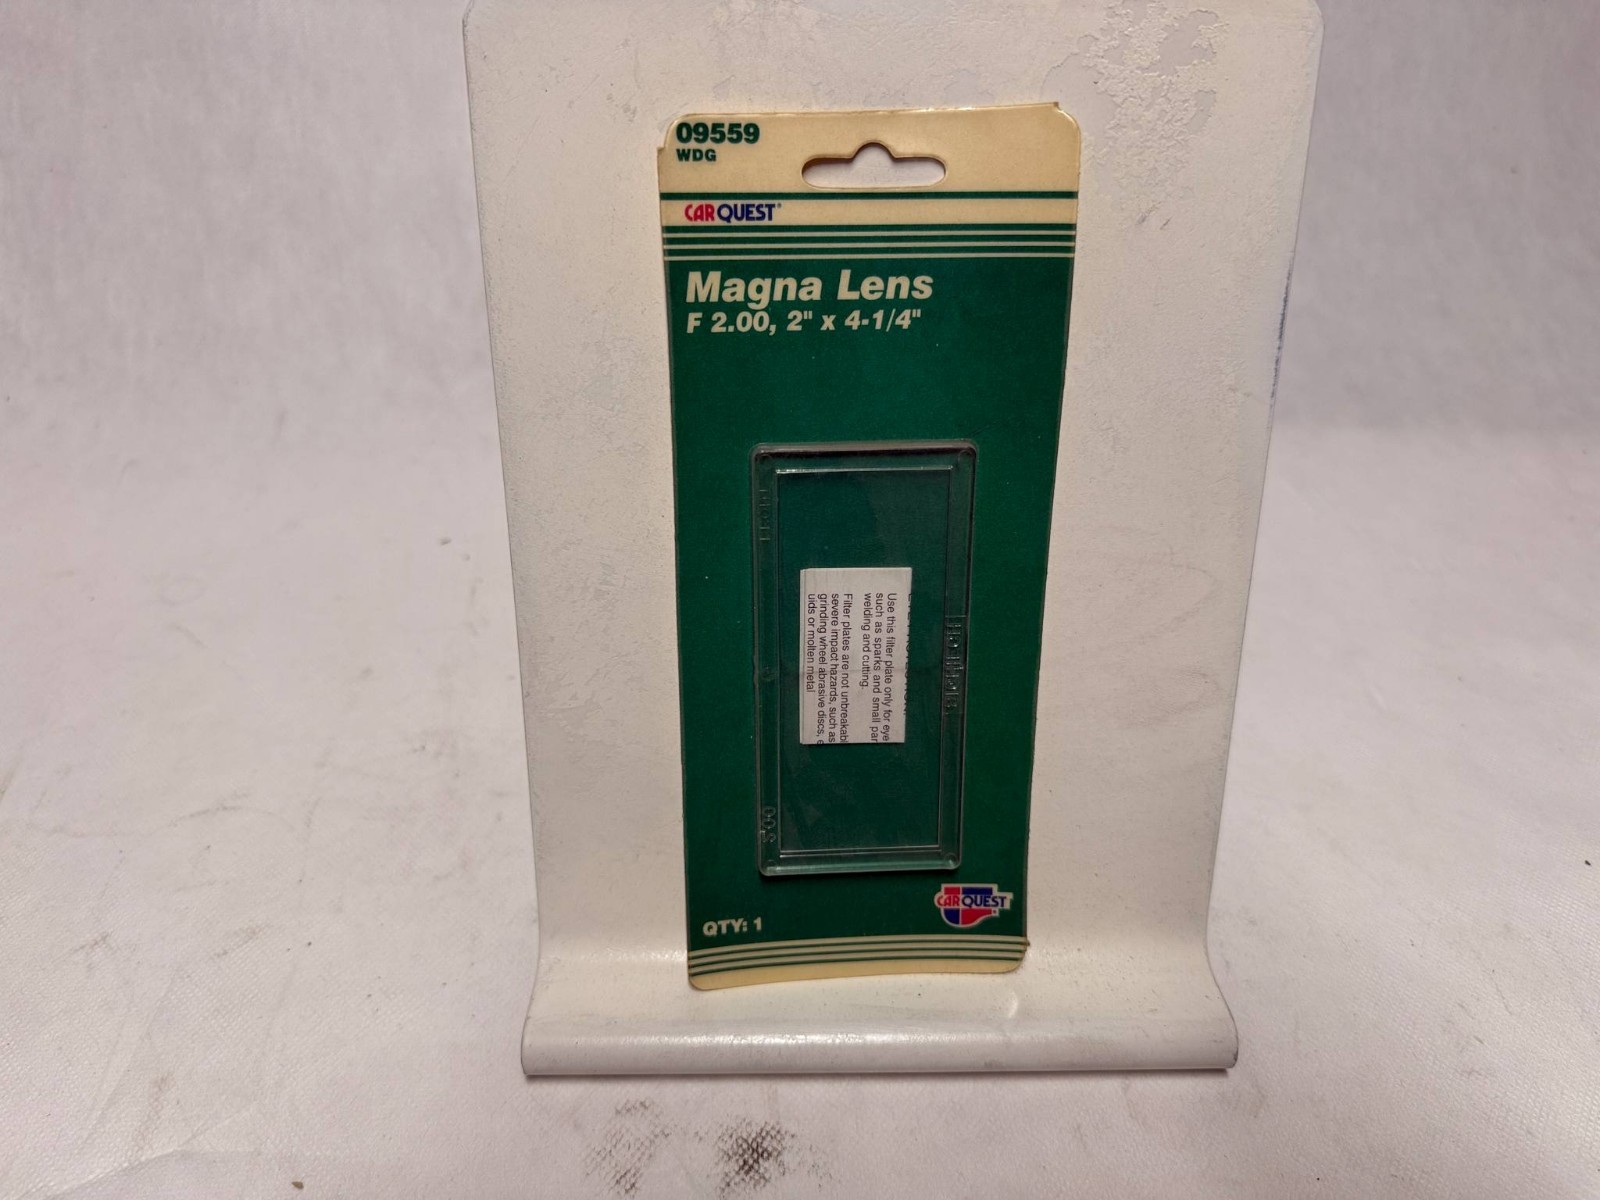 09559
WDG
CARQUEST®
Magna Lens
F 2.00, 2" x 4-1/4"
Use this filter plate only for eye
such as sparks and small par
welding and cutting.
Filter plates are not unbreakabl
severe impact hazards, such as
grinding wheel abrasive discs, e
uids or molten metal
QTY: 1
CARQUEST